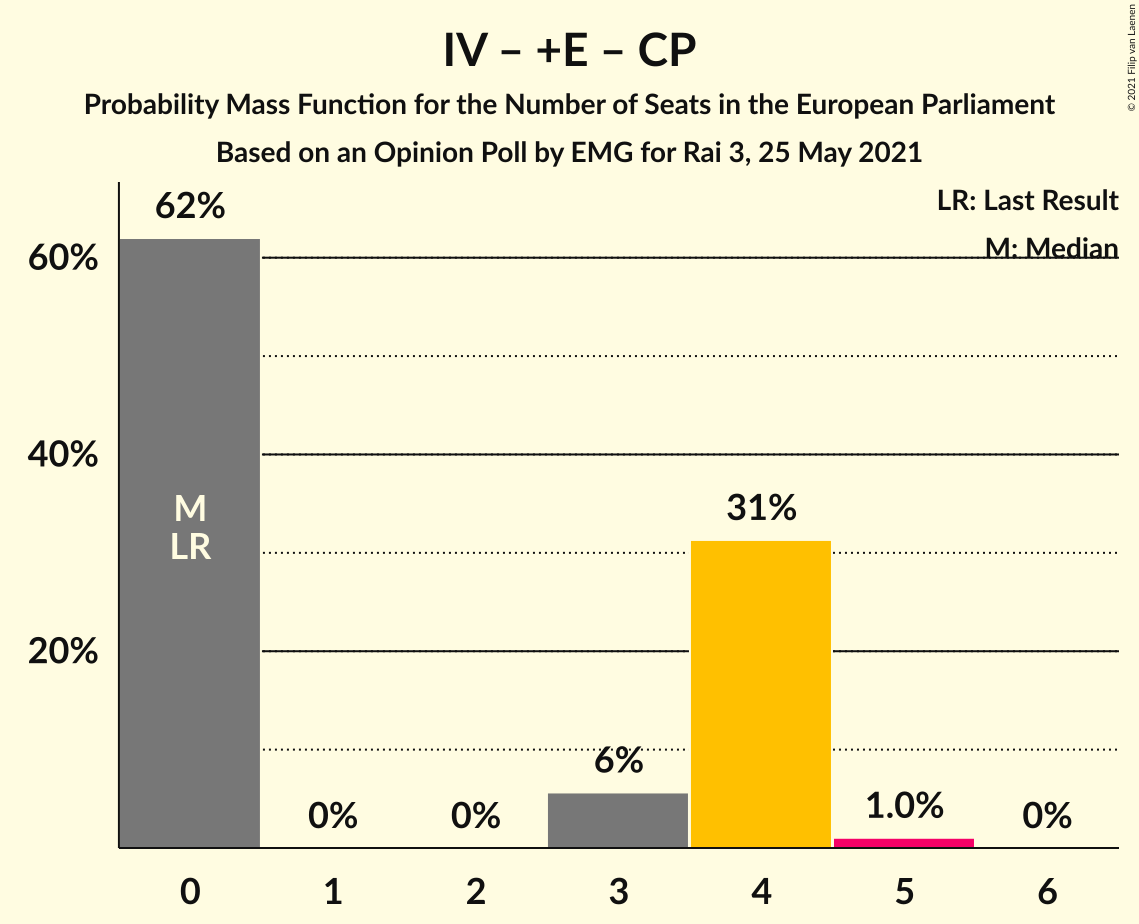 IV – +E – CP
Probability Mass Function for the Number of Seats in the European Parliament
Based on an Opinion Poll by EMG for Rai 3, 25 May 2021
© 2021 Filip van Laenen
LR: Last Result
M: Median
60%
40%
20%
62%
M
LR
0%
0%
6%
31%
1.0%
0%
0
1
2
3
4
5
6